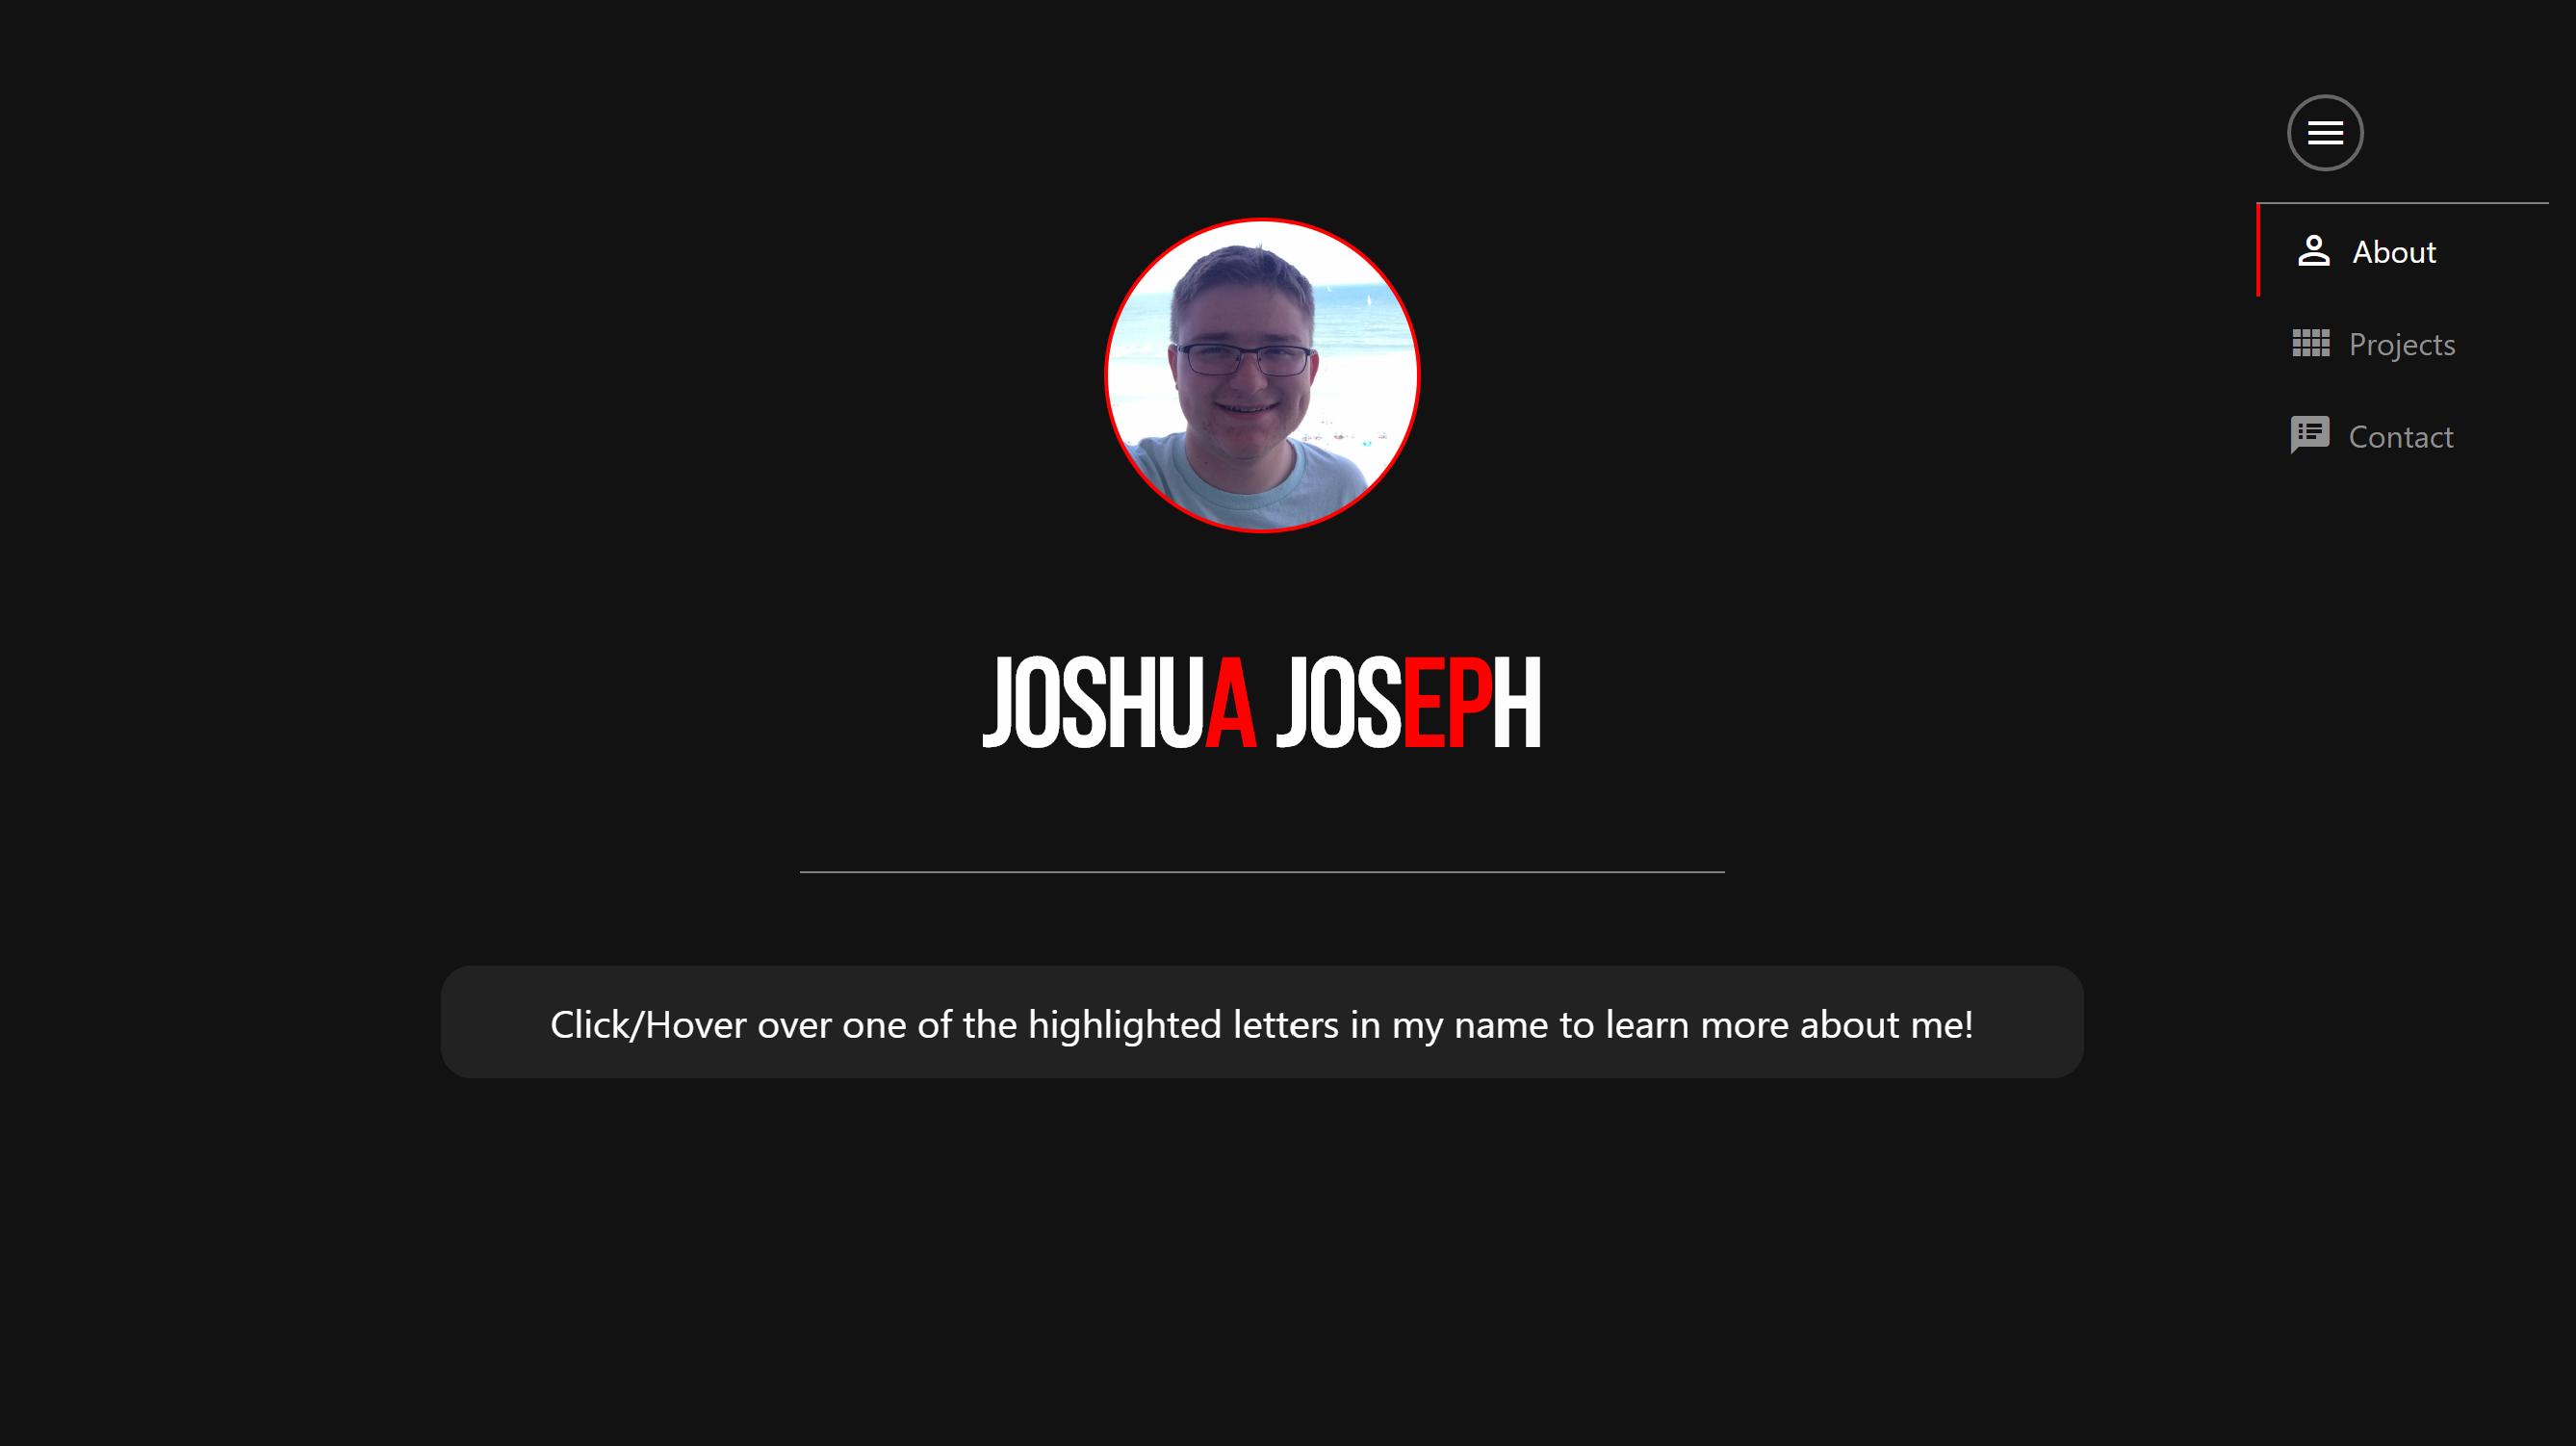 About
Projects
Contact
JOSHUA JOSEPH
Click/Hover over one of the highlighted letters in my name to learn more about me!